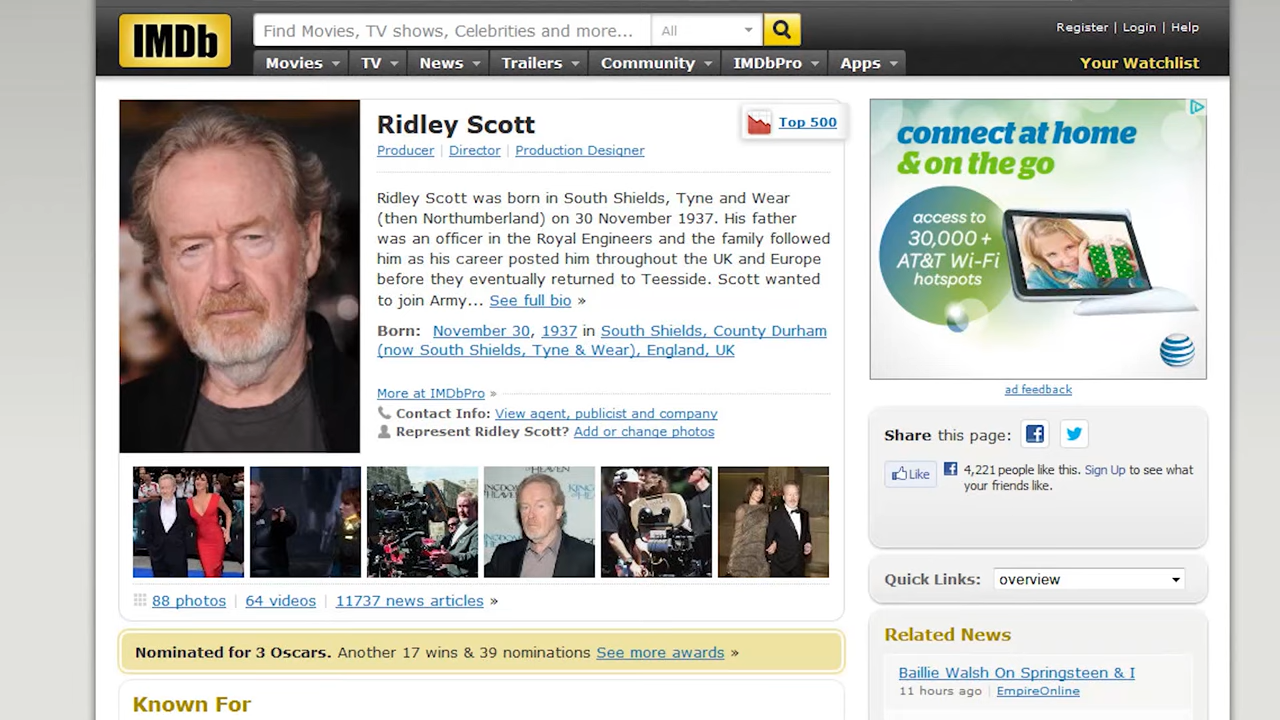 IMDb
Find Movies, TV shows, Celebrities and more...
All
Register | Login | Help
Movies
TV
News
Trailers
Community
IMDbPro
Apps
Your Watchlist
Ridley Scott
Top 500
Producer | Director | Production Designer
Ridley Scott was born in South Shields, Tyne and Wear
(then Northumberland) on 30 November 1937. His father
was an officer in the Royal Engineers and the family followed
him as his career posted him throughout the UK and Europe
before they eventually returned to Teesside. Scott wanted
to join Army... See full bio »
Born: November 30, 1937 in South Shields, County Durham
(now South Shields, Tyne & Wear), England, UK
More at IMDbPro »
Contact Info: View agent, publicist and company
Represent Ridley Scott? Add or change photos
88 photos | 64 videos | 11737 news articles »
Nominated for 3 Oscars. Another 17 wins & 39 nominations See more awards »
Known For
connect at home
& on the go
access to
30,000 +
AT&T Wi-Fi
hotspots
ad feedback
Share this page:
Like
4,221 people like this. Sign Up to see what
your friends like.
Quick Links: overview
Related News
Baillie Walsh On Springsteen & I
11 hours ago | EmpireOnline